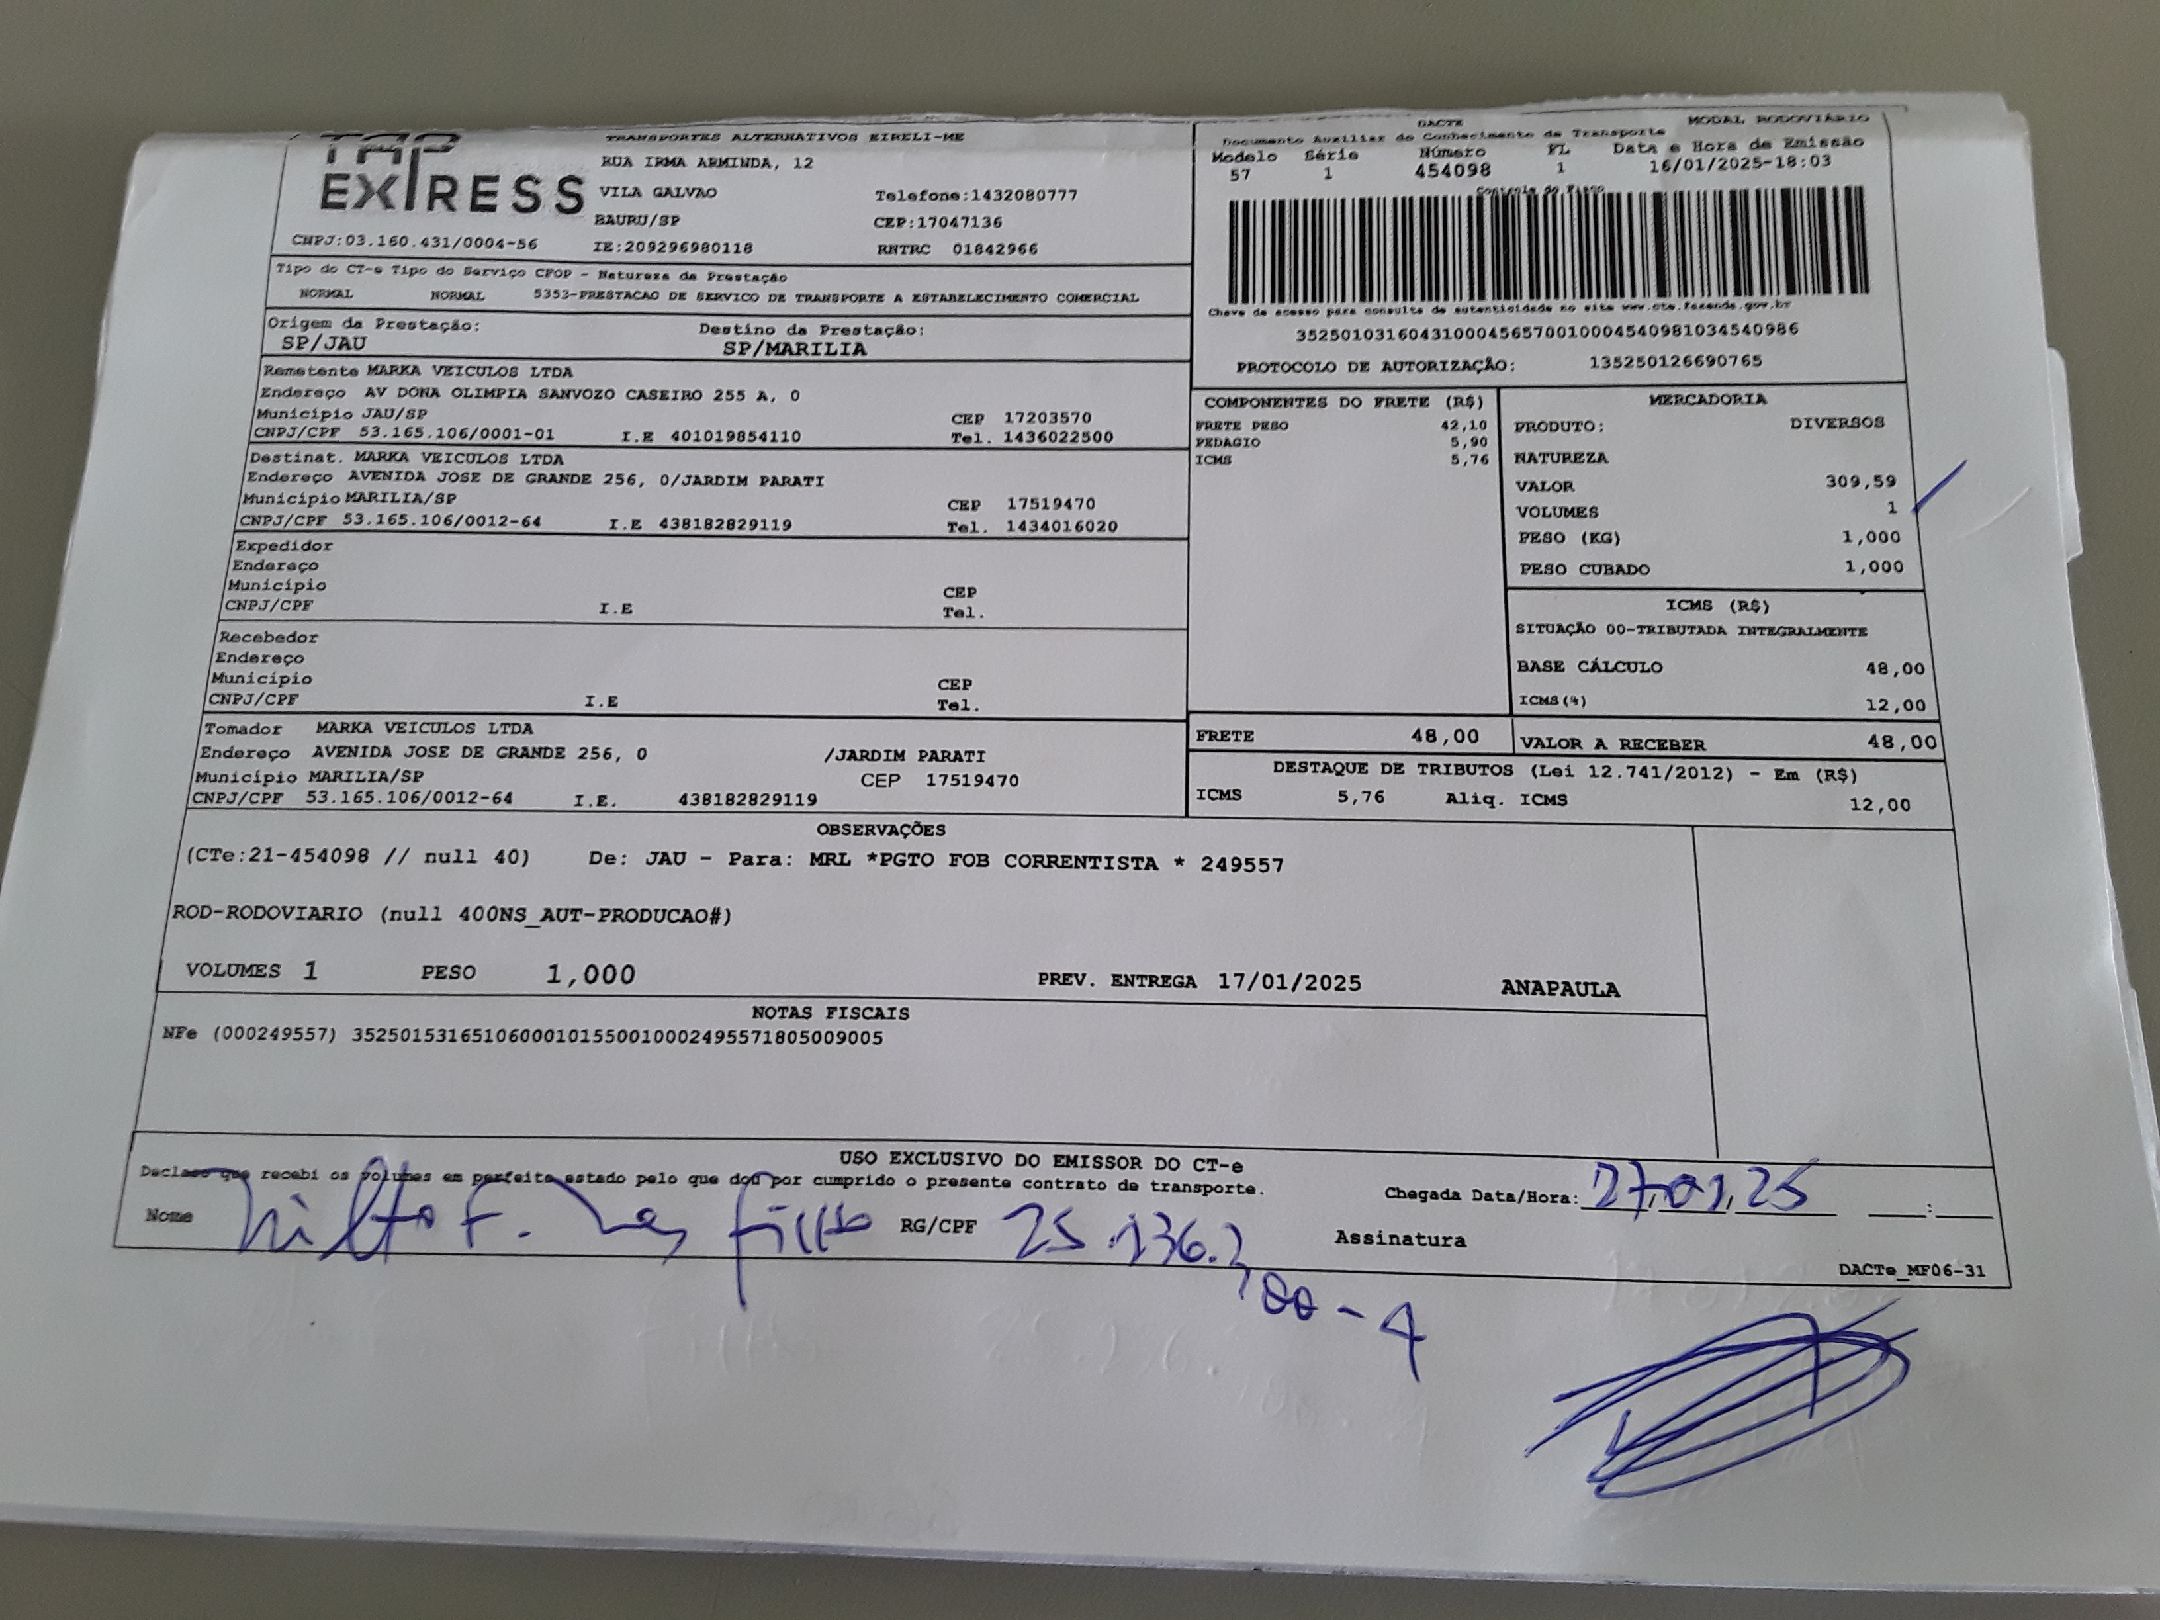 TAP EXPRESS
TRANSPORTES ALTERNATIVOS EIRELI-ME
RUA IRMA ARMINDA, 12
VILA GALVAO Telefone:1432080777
BAURU/SP CEP:17047136
CNPJ:03.160.431/0004-56 IE:209296980118 RNTRC 01842966
DACTE MODAL RODOVIÁRIO
Documento Auxiliar do Conhecimento de Transporte
Modelo Série Número FL Data e Hora de Emissão
57 1 454098 1 16/01/2025-18:03
Controle do Fisco
Chave de acesso para consulta de autenticidade no site www.cte.fazenda.gov.br
35250103160431000456570010004540981034540986
PROTOCOLO DE AUTORIZAÇÃO: 135250126690765
Tipo do CT-e Tipo do Serviço CFOP - Natureza da Prestação
NORMAL NORMAL 5353-PRESTACAO DE SERVICO DE TRANSPORTE A ESTABELECIMENTO COMERCIAL
Origem da Prestação: Destino da Prestação:
SP/JAU SP/MARILIA
Remetente MARKA VEICULOS LTDA
Endereço AV DONA OLIMPIA SANVOZO CASEIRO 255 A, 0
Município JAU/SP CEP 17203570
CNPJ/CPF 53.165.106/0001-01 I.E 401019854110 Tel. 1436022500
Destinat. MARKA VEICULOS LTDA
Endereço AVENIDA JOSE DE GRANDE 256, 0/JARDIM PARATI
Município MARILIA/SP CEP 17519470
CNPJ/CPF 53.165.106/0012-64 I.E 438182829119 Tel. 1434016020
Expedidor
Endereço
Município CEP
CNPJ/CPF I.E Tel.
Recebedor
Endereço
Município CEP
CNPJ/CPF I.E Tel.
Tomador MARKA VEICULOS LTDA
Endereço AVENIDA JOSE DE GRANDE 256, 0 /JARDIM PARATI
Município MARILIA/SP CEP 17519470
CNPJ/CPF 53.165.106/0012-64 I.E. 438182829119
COMPONENTES DO FRETE (R$)
FRETE PESO 42,10
PEDAGIO 5,90
ICMS 5,76
MERCADORIA
PRODUTO: DIVERSOS
NATUREZA
VALOR 309,59
VOLUMES 1
PESO (KG) 1,000
PESO CUBADO 1,000
ICMS (R$)
SITUAÇÃO 00-TRIBUTADA INTEGRALMENTE
BASE CÁLCULO 48,00
ICMS(%) 12,00
FRETE 48,00 VALOR A RECEBER 48,00
DESTAQUE DE TRIBUTOS (Lei 12.741/2012) - Em (R$)
ICMS 5,76 Aliq. ICMS 12,00
OBSERVAÇÕES
(CTe:21-454098 // null 40) De: JAU - Para: MRL *PGTO FOB CORRENTISTA * 249557
ROD-RODOVIARIO (null 400NS_AUT-PRODUCAO#)
VOLUMES 1 PESO 1,000 PREV. ENTREGA 17/01/2025 ANAPAULA
NOTAS FISCAIS
NFe (000249557) 35250153165106000101550010002495571805009005
USO EXCLUSIVO DO EMISSOR DO CT-e
Declaro que recebi os volumes em perfeito estado pelo que dou por cumprido o presente contrato de transporte.
Chegada Data/Hora: 27,01,25 :
Nome Nilto F. filho RG/CPF 25.136.200-4 Assinatura
DACTe_MF06-31